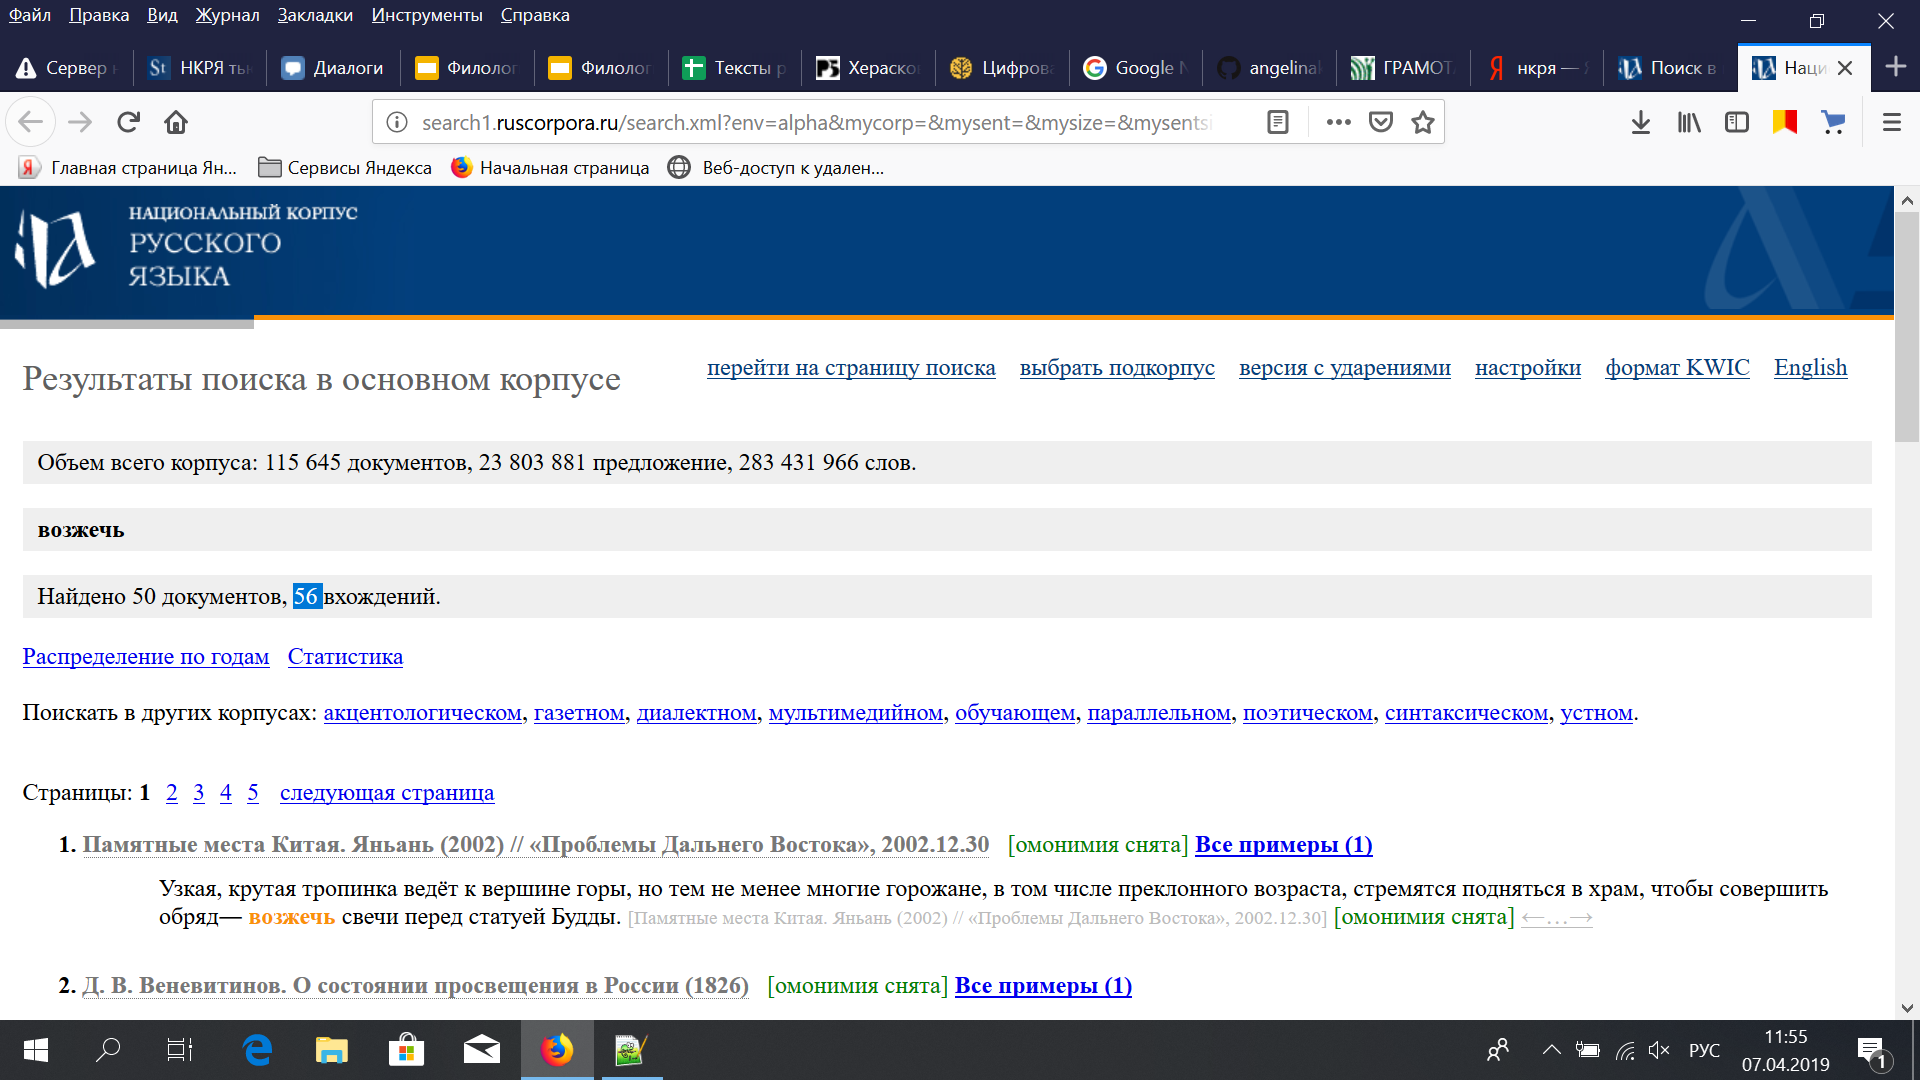 Файл Правка Вид Журнал Закладки Инструменты Справка
Сервер н St НКРЯ тьк Диалоги Филолог Филолог Тексты р Хераско Цифрова Google N angelinak ГРАМОТ нкря — Поиск в Наци
search1.ruscorpora.ru/search.xml?env=alpha&mycorp=&mysent=&mysize=&mysentsi
Главная страница Ян... Сервисы Яндекса Начальная страница Веб-доступ к удален...
НАЦИОНАЛЬНЫЙ КОРПУС
РУССКОГО
ЯЗЫКА
Результаты поиска в основном корпусе перейти на страницу поиска выбрать подкорпус версия с ударениями настройки формат KWIC English
Объем всего корпуса: 115 645 документов, 23 803 881 предложение, 283 431 966 слов.
возжечь
Найдено 50 документов, 56 вхождений.
Распределение по годам Статистика
Поискать в других корпусах: акцентологическом, газетном, диалектном, мультимедийном, обучающем, параллельном, поэтическом, синтаксическом, устном.
Страницы: 1 2 3 4 5 следующая страница
1. Памятные места Китая. Яньань (2002) // «Проблемы Дальнего Востока», 2002.12.30 [омонимия снята] Все примеры (1)
Узкая, крутая тропинка ведёт к вершине горы, но тем не менее многие горожане, в том числе преклонного возраста, стремятся подняться в храм, чтобы совершить
обряд― возжечь свечи перед статуей Будды. [Памятные места Китая. Яньань (2002) // «Проблемы Дальнего Востока», 2002.12.30] [омонимия снята] ←…→
2. Д. В. Веневитинов. О состоянии просвещения в России (1826) [омонимия снята] Все примеры (1)
РУС 11:55
07.04.2019
1